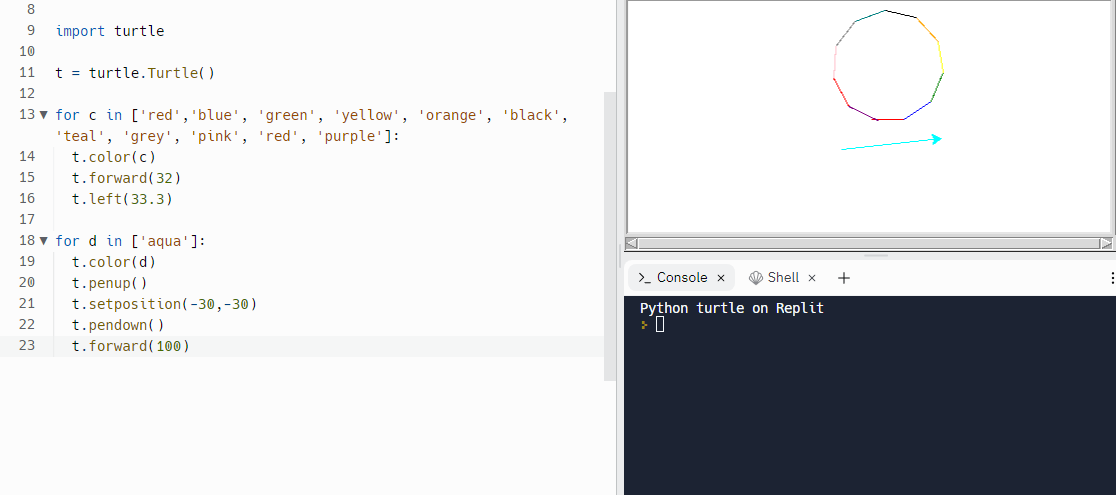 8
9 import turtle
10
11 t = turtle.Turtle()
12
13 for c in ['red','blue', 'green', 'yellow', 'orange', 'black',
'teal', 'grey', 'pink', 'red', 'purple']:
14 t.color(c)
15 t.forward(32)
16 t.left(33.3)
17
18 for d in ['aqua']:
19 t.color(d)
20 t.penup()
21 t.setposition(-30,-30)
22 t.pendown()
23 t.forward(100)
Console × Shell × +
Python turtle on Replit